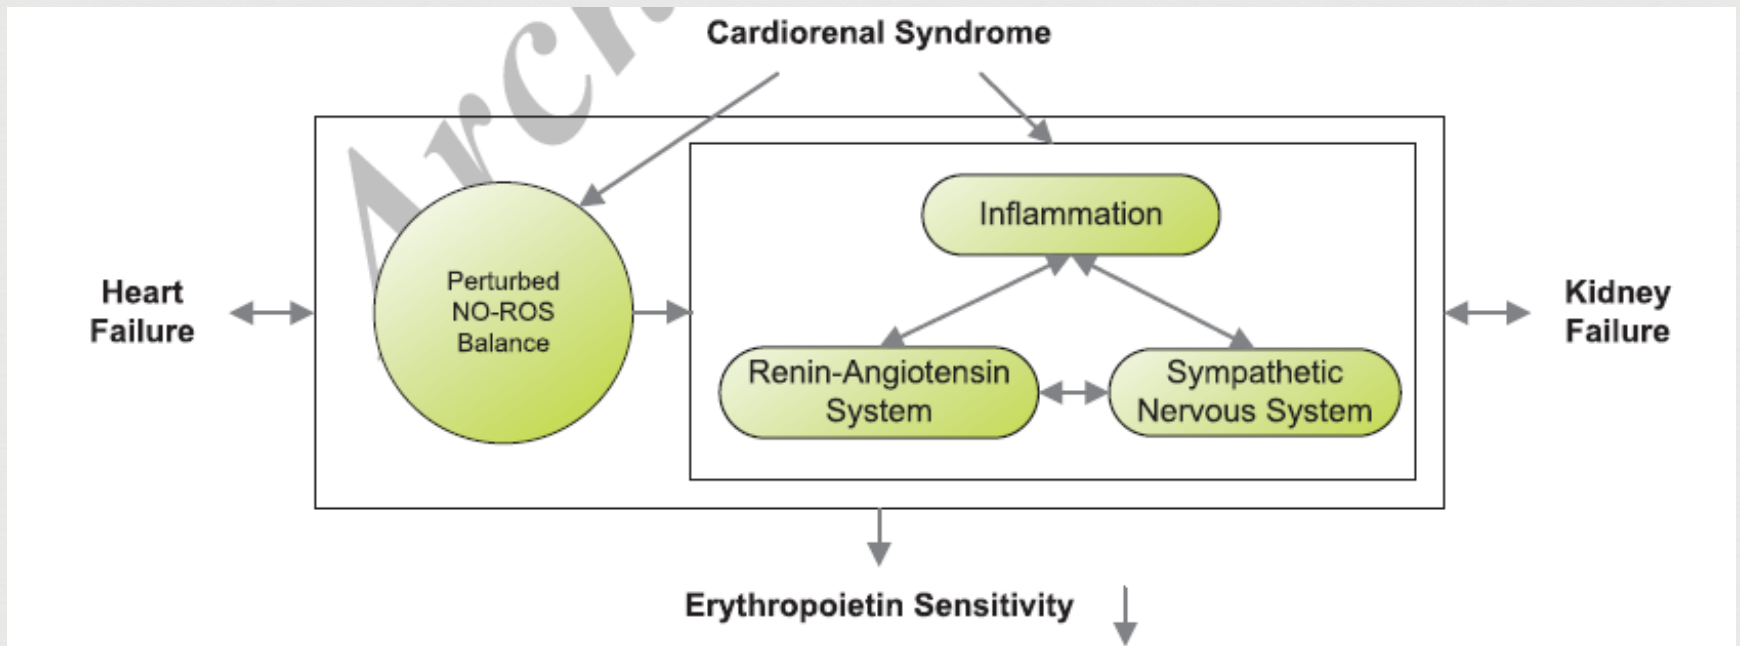 Cardiorenal Syndrome
Inflammation
Heart
Failure
Perturbed
NO-ROS
Balance
Kidney
Failure
Renin-Angiotensin
System
Sympathetic
Nervous System
Erythropoietin Sensitivity